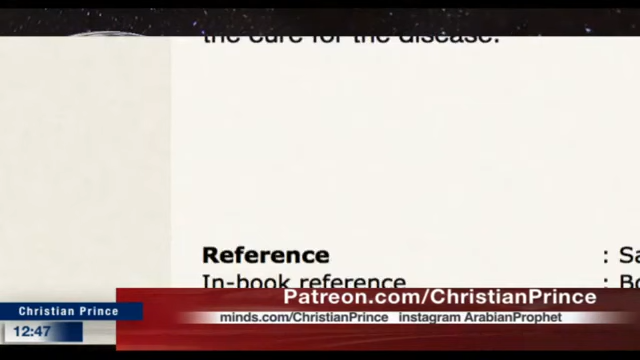 the cure for the disease.
Reference : Sa
In-book reference : Bo
Patreon.com/ChristianPrince
Christian Prince
minds.com/ChristianPrince instagram ArabianProphet
12:47